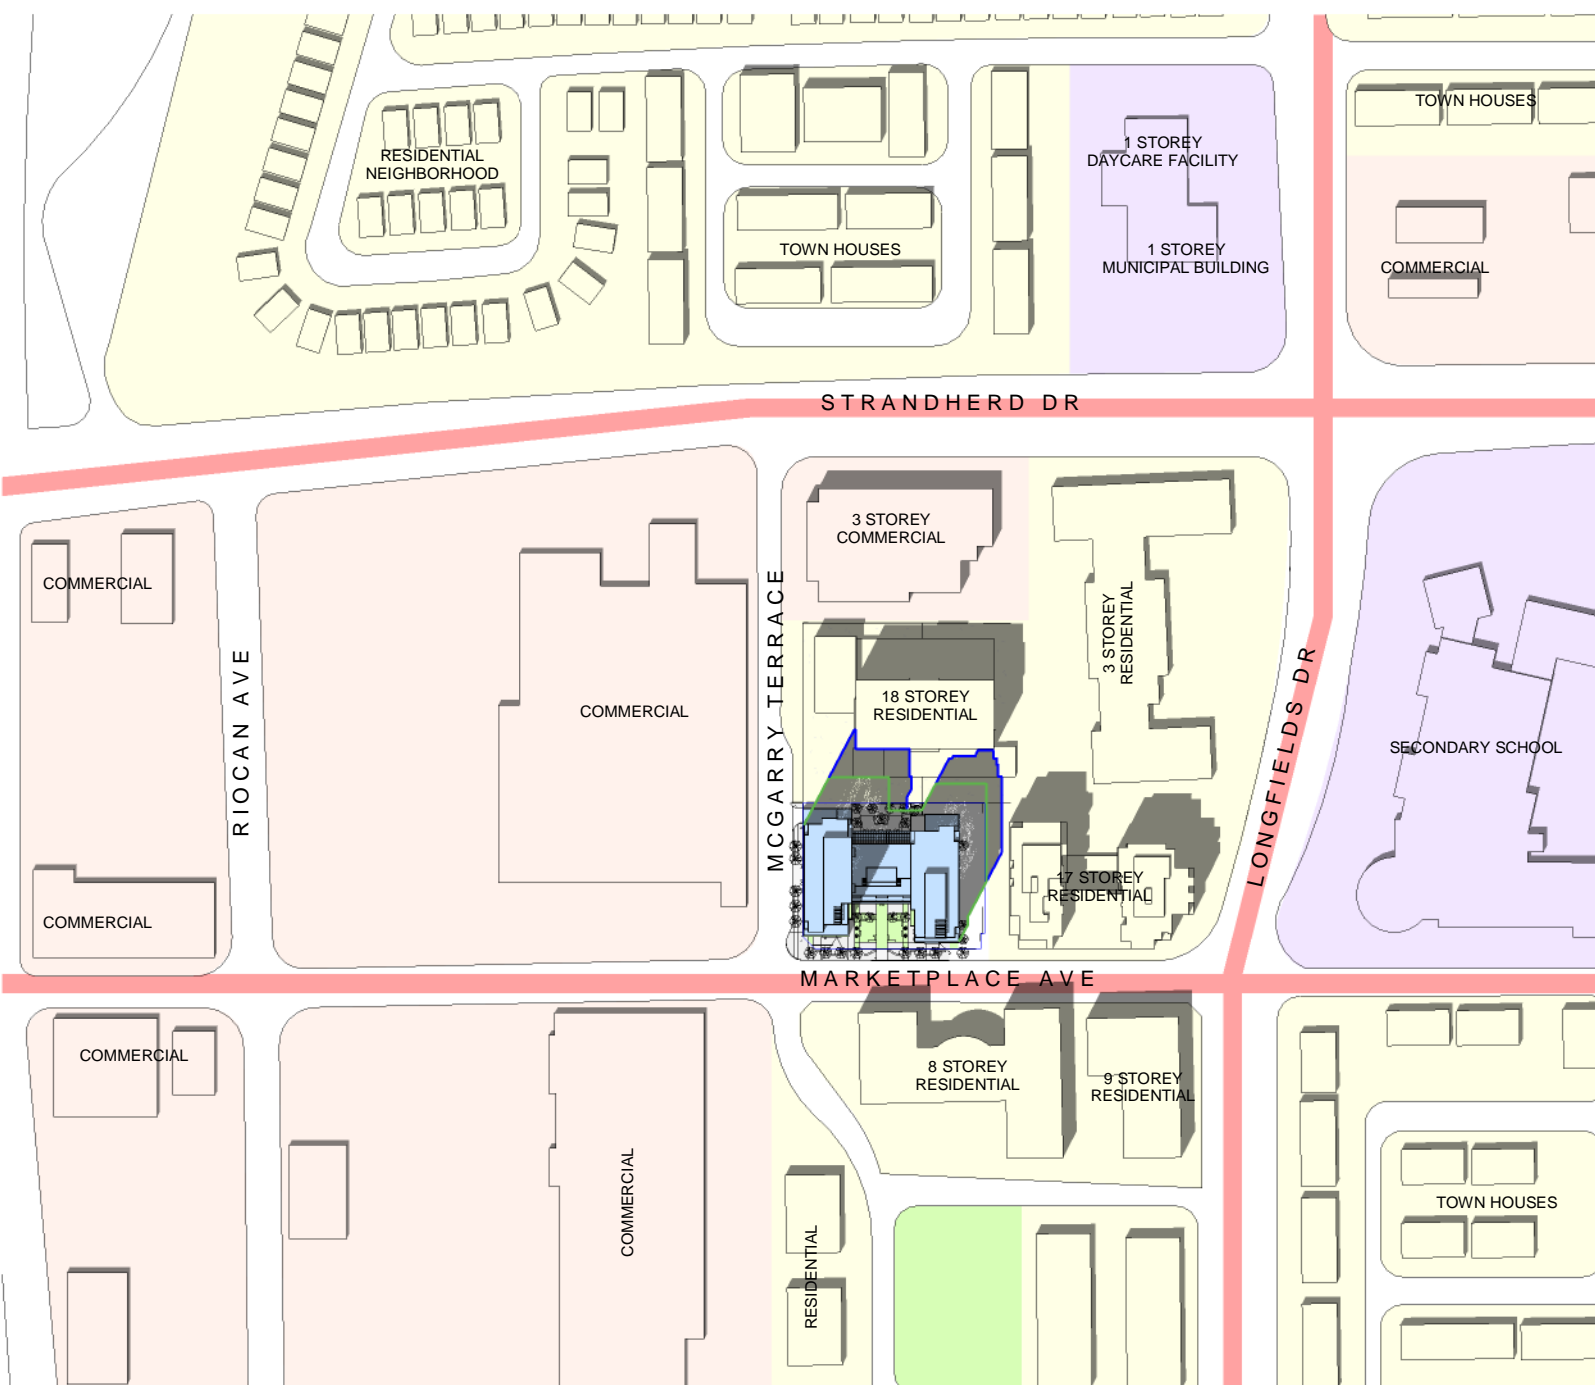 TOWN HOUSES
1 STOREY
DAYCARE FACILITY
RESIDENTIAL
NEIGHBORHOOD
TOWN HOUSES
1 STOREY
MUNICIPAL BUILDING
COMMERCIAL
STRANDHERD DR
3 STOREY
COMMERCIAL
COMMERCIAL
MCGARRY TERRACE
3 STOREY
RESIDENTIAL
RIOCAN AVE
LONGFIELDS DR
COMMERCIAL
18 STOREY
RESIDENTIAL
SECONDARY SCHOOL
17 STOREY
RESIDENTIAL
COMMERCIAL
MARKETPLACE AVE
COMMERCIAL
8 STOREY
RESIDENTIAL
9 STOREY
RESIDENTIAL
COMMERCIAL
RESIDENTIAL
TOWN HOUSES